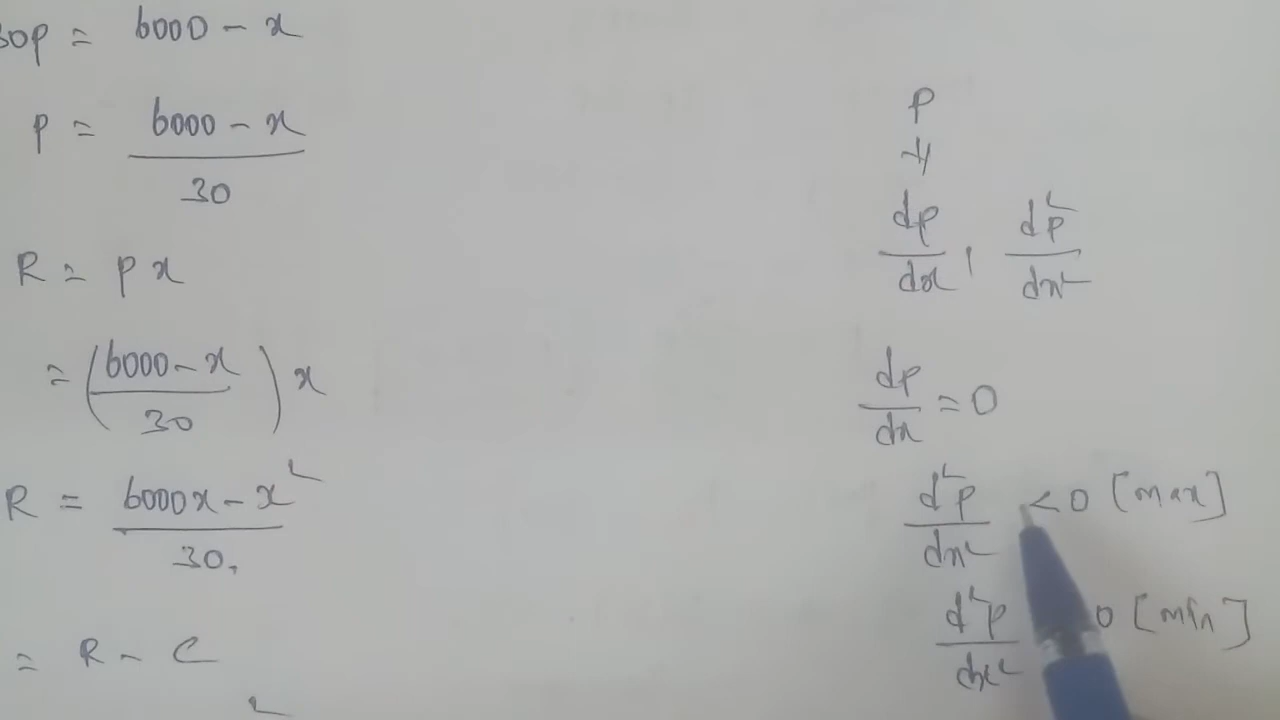 30p = 6000 - x
p = 6000 - x / 30
R = px
= (6000 - x / 30) x
R = 6000x - x² / 30.
= R - C
2
P
dp/dx , d²p/dx²
dp/dx = 0
d²p/dx² < 0 [max]
d²p/dx² 0 [min]